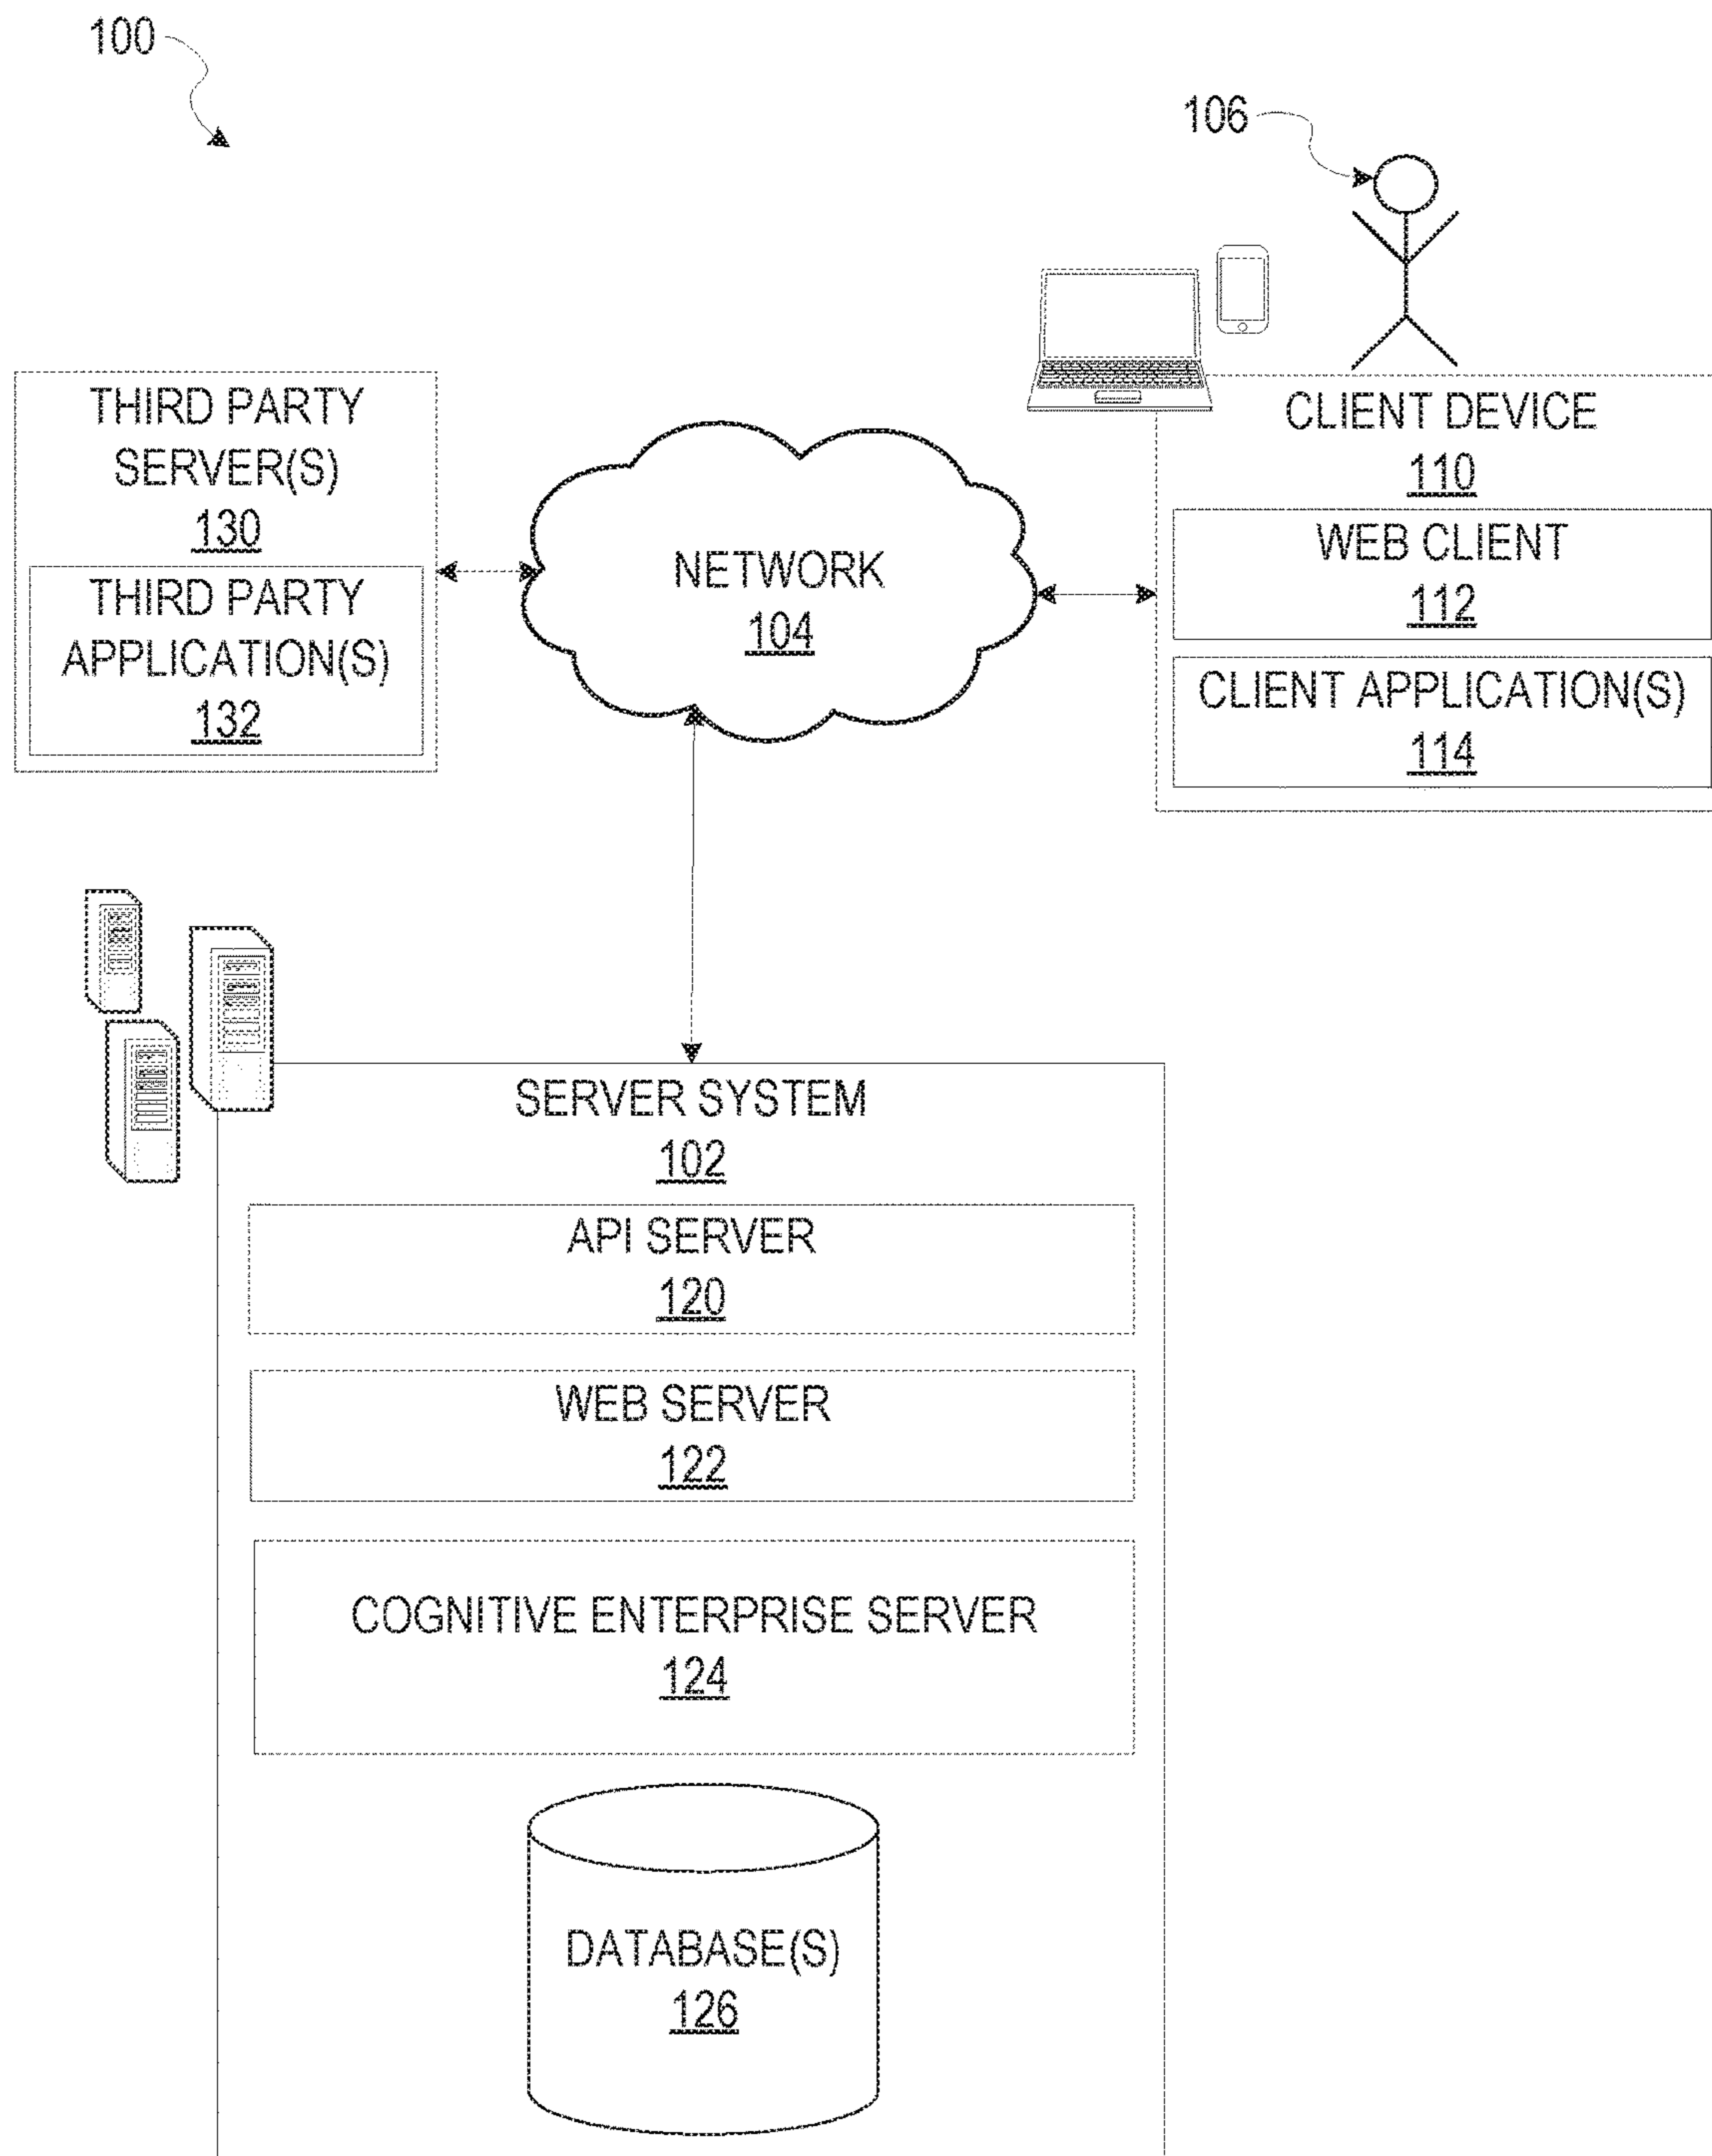 100
106
THIRD PARTY
SERVER(S)
130
THIRD PARTY
APPLICATION(S)
132
NETWORK
104
CLIENT DEVICE
110
WEB CLIENT
112
CLIENT APPLICATION(S)
114
SERVER SYSTEM
102
API SERVER
120
WEB SERVER
122
COGNITIVE ENTERPRISE SERVER
124
DATABASE(S)
126